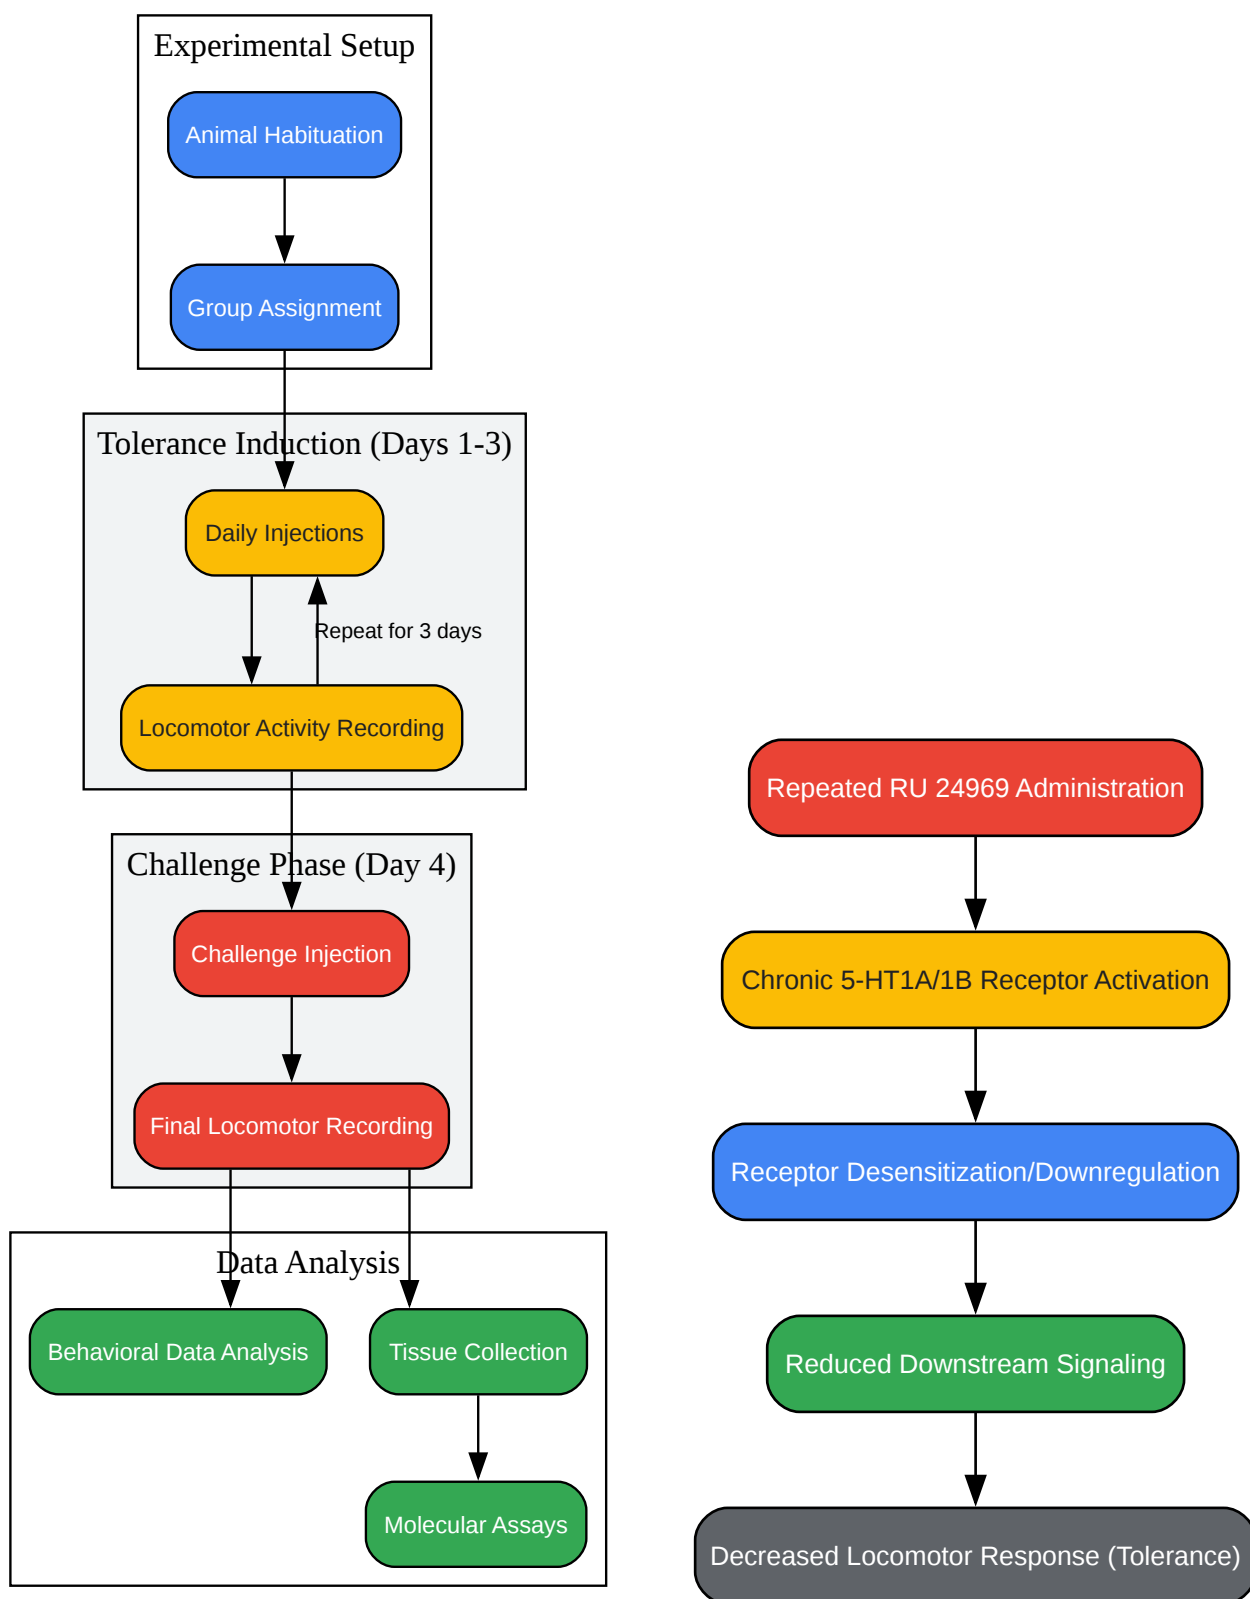 Experimental Setup
Animal Habituation
Group Assignment
Tolerance Induction (Days 1-3)
Daily Injections
Repeat for 3 days
Locomotor Activity Recording
Challenge Phase (Day 4)
Challenge Injection
Final Locomotor Recording
Data Analysis
Behavioral Data Analysis
Tissue Collection
Molecular Assays
Repeated RU 24969 Administration
Chronic 5-HT1A/1B Receptor Activation
Receptor Desensitization/Downregulation
Reduced Downstream Signaling
Decreased Locomotor Response (Tolerance)